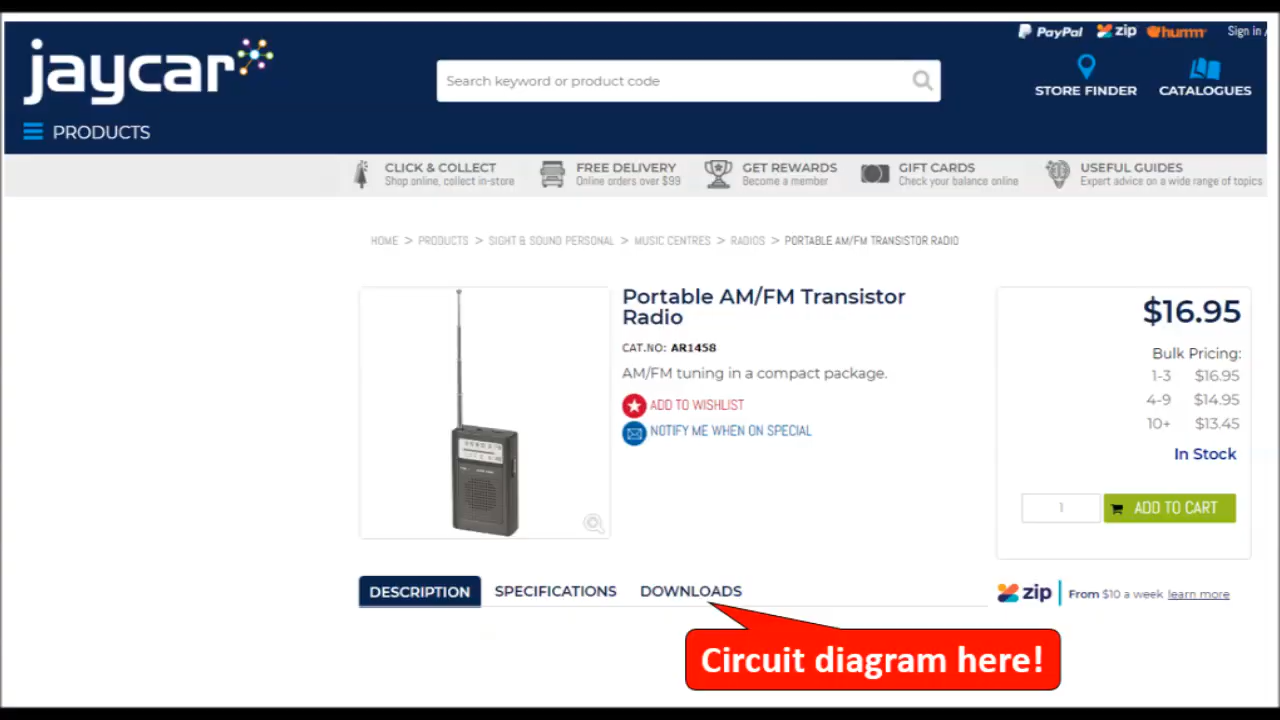 PayPal zip humm Sign in /
jaycar
Search keyword or product code
STORE FINDER CATALOGUES
PRODUCTS
CLICK & COLLECT FREE DELIVERY GET REWARDS GIFT CARDS USEFUL GUIDES
Shop online, collect in-store Online orders over $99 Become a member Check your balance online Expert advice on a wide range of topics
HOME > PRODUCTS > SIGHT & SOUND PERSONAL > MUSIC CENTRES > RADIOS > PORTABLE AM/FM TRANSISTOR RADIO
Portable AM/FM Transistor
Radio
CAT.NO: AR1458
AM/FM tuning in a compact package.
ADD TO WISHLIST
NOTIFY ME WHEN ON SPECIAL
$16.95
Bulk Pricing:
1-3 $16.95
4-9 $14.95
10+ $13.45
In Stock
1 ADD TO CART
DESCRIPTION SPECIFICATIONS DOWNLOADS
zip From $10 a week learn more
Circuit diagram here!